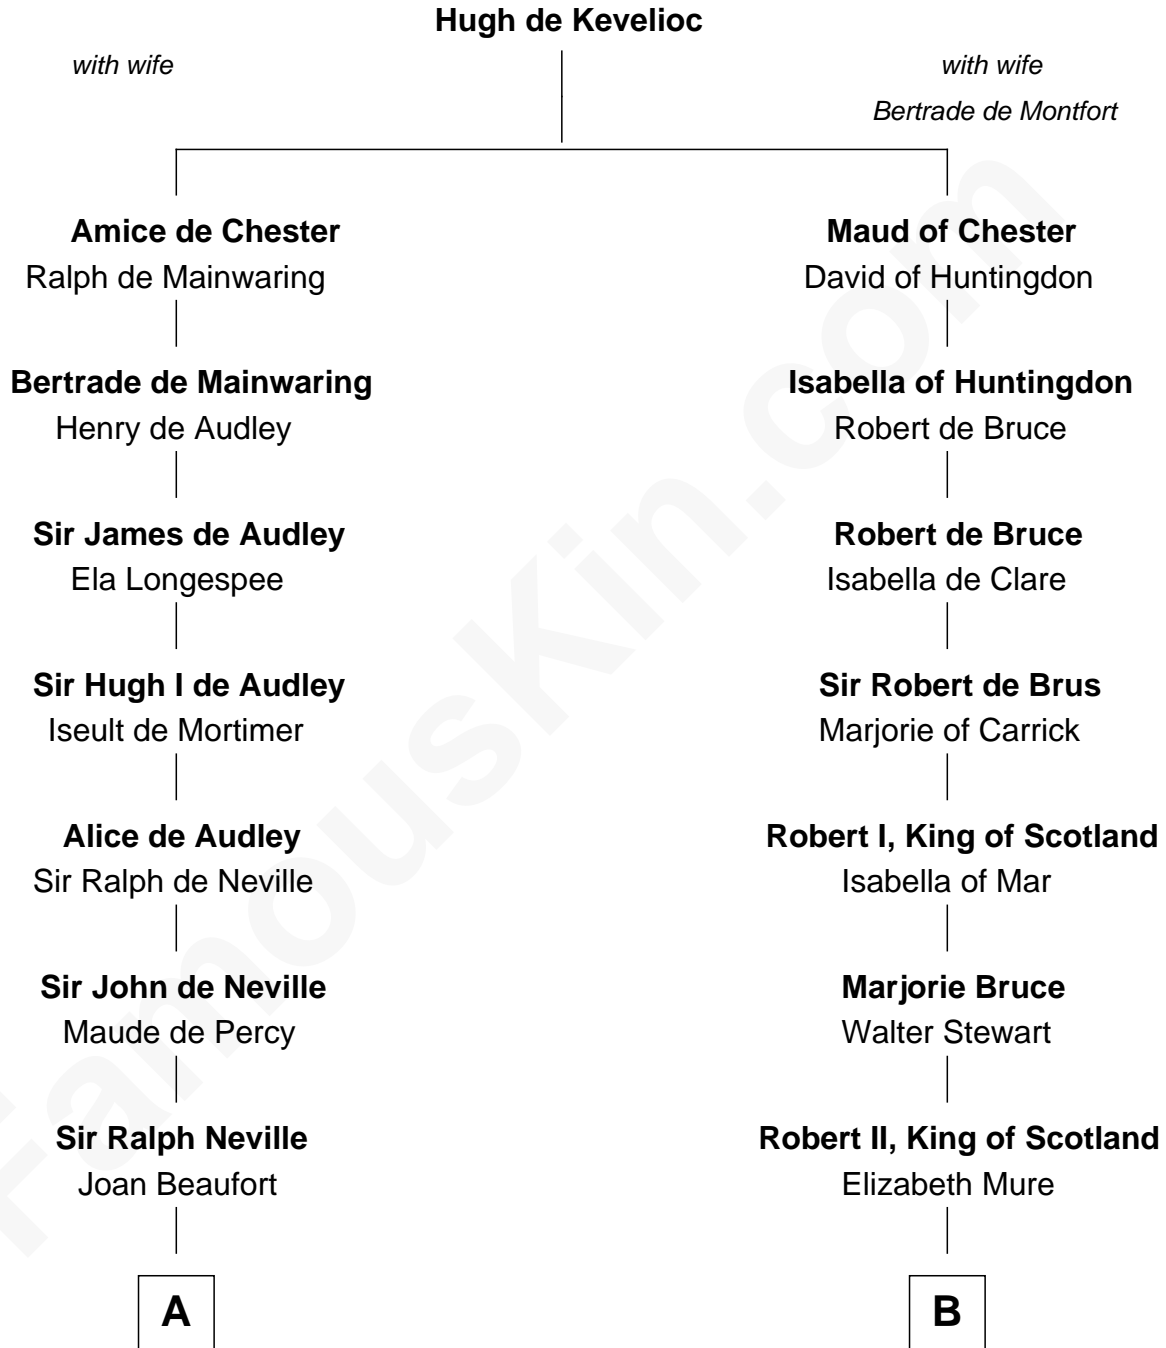 Hugh de Kevelioc
with wife
with wife
Bertrade de Montfort
Amice de Chester
Ralph de Mainwaring
Maud of Chester
David of Huntingdon
Bertrade de Mainwaring
Henry de Audley
Isabella of Huntingdon
Robert de Bruce
Sir James de Audley
Ela Longespee
Robert de Bruce
Isabella de Clare
Sir Hugh I de Audley
Iseult de Mortimer
Sir Robert de Brus
Marjorie of Carrick
Alice de Audley
Sir Ralph de Neville
Robert I, King of Scotland
Isabella of Mar
Sir John de Neville
Maude de Percy
Marjorie Bruce
Walter Stewart
Sir Ralph Neville
Joan Beaufort
Robert II, King of Scotland
Elizabeth Mure
A
B
FamousKin.com